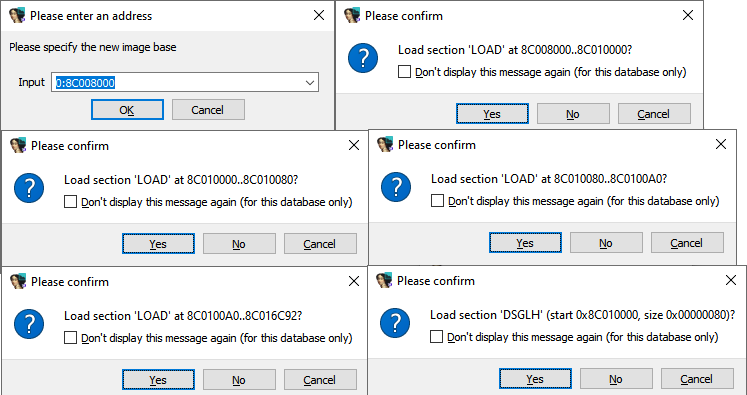 Please enter an address
Please specify the new image base
Input 0:8C008000
OK Cancel
Please confirm
Load section 'LOAD' at 8C008000..8C010000?
Don't display this message again (for this database only)
Yes No Cancel
Please confirm
Load section 'LOAD' at 8C010000..8C010080?
Don't display this message again (for this database only)
Yes No Cancel
Please confirm
Load section 'LOAD' at 8C010080..8C0100A0?
Don't display this message again (for this database only)
Yes No Cancel
Please confirm
Load section 'LOAD' at 8C0100A0..8C016C92?
Don't display this message again (for this database only)
Yes No Cancel
Please confirm
Load section 'DSGLH' (start 0x8C010000, size 0x00000080)?
Don't display this message again (for this database only)
Yes No Cancel